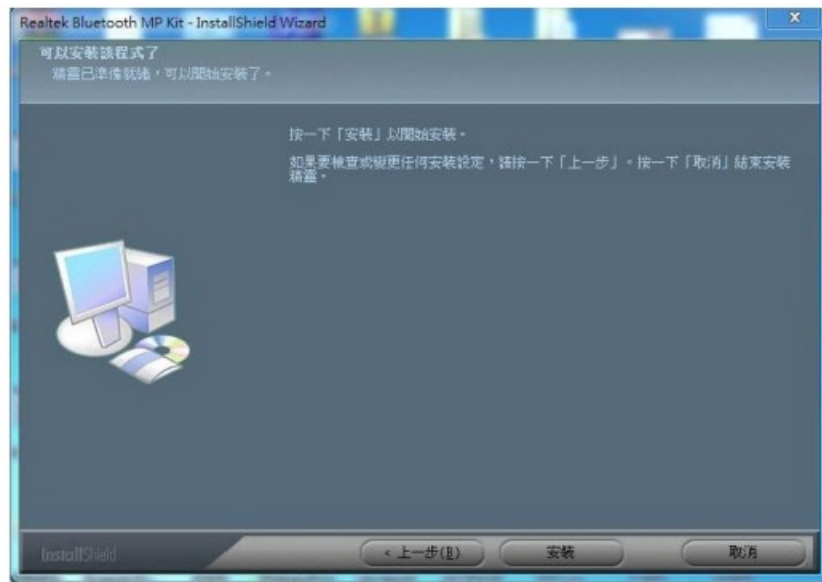 Realtek Bluetooth MP Kit - InstallShield Wizard
可以安裝該程式了
精靈已準備就緒，可以開始安裝了。
按一下「安裝」以開始安裝。
如果要檢查或變更任何安裝設定，請按一下「上一步」。按一下「取消」結束安裝
精靈。
InstallShield
< 上一步(B)
安裝
取消